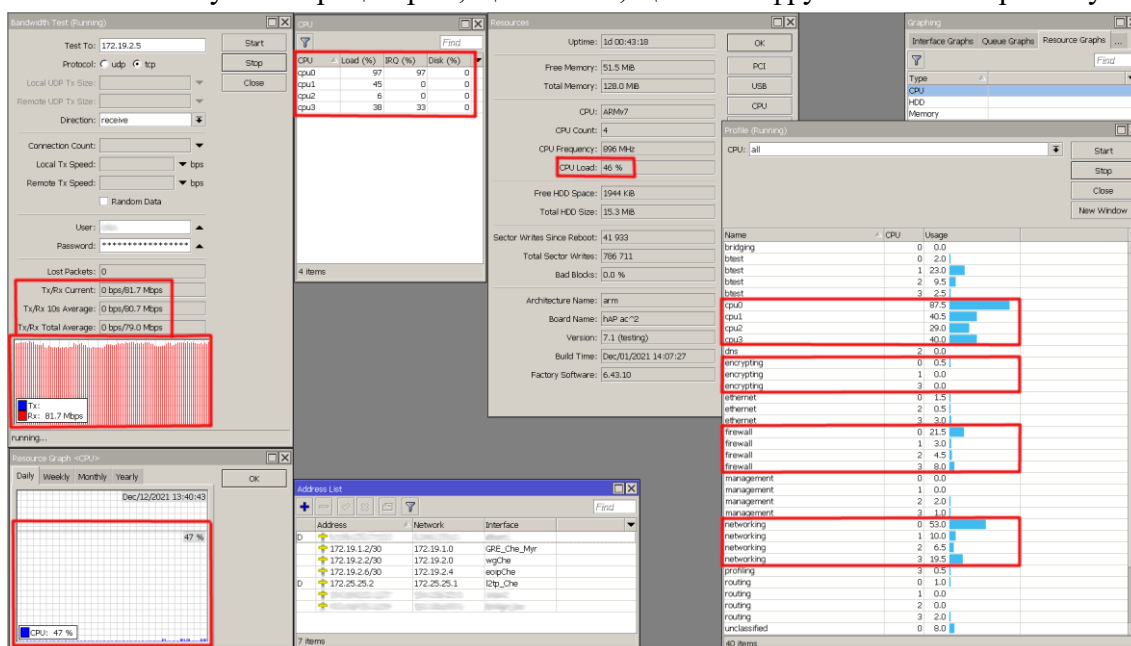 Bandwidth Test (Running)
Test To: 172.19.2.5
Start
Protocol: udp tcp
Stop
Local UDP Tx Size:
Close
Remote UDP Tx Size:
Direction: receive
Connection Count:
Local Tx Speed: bps
Remote Tx Speed: bps
Random Data
User:
Password: *****************
Lost Packets: 0
Tx/Rx Current: 0 bps/81.7 Mbps
Tx/Rx 10s Average: 0 bps/80.7 Mbps
Tx/Rx Total Average: 0 bps/79.0 Mbps
Tx:
Rx: 81.7 Mbps
running...
CPU
Find
CPU Load (%) IRQ (%) Disk (%)
cpu0 97 97 0
cpu1 45 0 0
cpu2 6 0 0
cpu3 38 33 0
4 items
Resources
Uptime: 1d 00:43:18
OK
Free Memory: 51.5 MiB
PCI
Total Memory: 128.0 MiB
USB
CPU: ARMv7
CPU
CPU Count: 4
CPU Frequency: 896 MHz
CPU Load: 46 %
Free HDD Space: 1944 KiB
Total HDD Size: 15.3 MiB
Sector Writes Since Reboot: 41 933
Total Sector Writes: 786 711
Bad Blocks: 0.0 %
Architecture Name: arm
Board Name: hAP ac^2
Version: 7.1 (testing)
Build Time: Dec/01/2021 14:07:27
Factory Software: 6.43.10
Graphing
Interface Graphs Queue Graphs Resource Graphs ...
Find
Type
CPU
HDD
Memory
Profile (Running)
CPU: all
Start
Stop
Close
New Window
Name CPU Usage
bridging 0 0.0
btest 0 2.0
btest 1 23.0
btest 2 9.5
btest 3 2.5
cpu0 87.5
cpu1 40.5
cpu2 29.0
cpu3 40.0
dns 2 0.0
encrypting 0 0.5
encrypting 1 0.0
encrypting 3 0.0
ethernet 0 1.5
ethernet 2 0.5
ethernet 3 3.0
firewall 0 21.5
firewall 1 3.0
firewall 2 4.5
firewall 3 8.0
management 0 0.0
management 1 0.0
management 2 2.0
management 3 1.0
networking 0 53.0
networking 1 10.0
networking 2 6.5
networking 3 19.5
profiling 3 0.5
routing 0 1.0
routing 1 0.0
routing 2 0.0
routing 3 2.0
unclassified 0 8.0
40 items
Resource Graph <CPU>
Daily Weekly Monthly Yearly
OK
Dec/12/2021 13:40:43
47 %
CPU: 47 %
Address List
Find
Address Network Interface
D
172.19.1.2/30 172.19.1.0 GRE_Che_Myr
172.19.2.2/30 172.19.2.0 wgChe
172.19.2.6/30 172.19.2.4 eoipChe
D 172.25.25.2 172.25.25.1 l2tp_Che
7 items